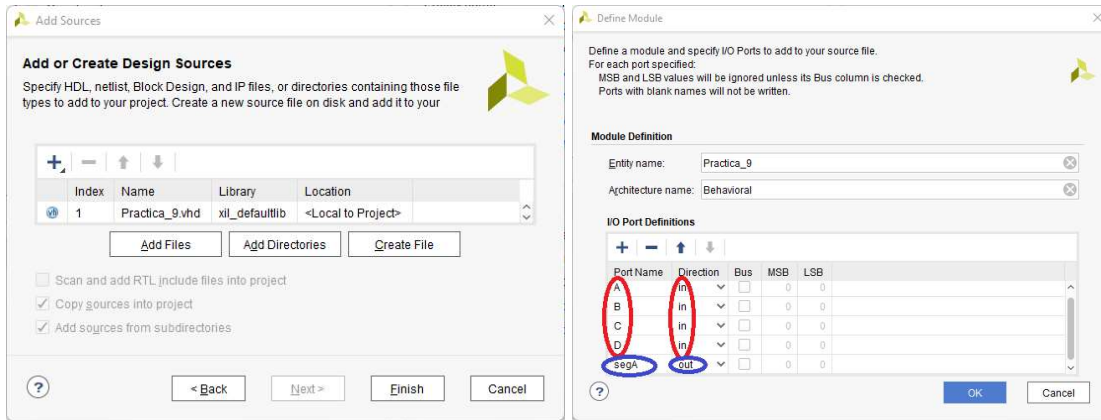 Add Sources
Add or Create Design Sources
Specify HDL, netlist, Block Design, and IP files, or directories containing those file
types to add to your project. Create a new source file on disk and add it to your
Index Name Library Location
1 Practica_9.vhd xil_defaultlib <Local to Project>
Add Files Add Directories Create File
Scan and add RTL include files into project
Copy sources into project
Add sources from subdirectories
? < Back Next > Finish Cancel
Define Module
Define a module and specify I/O Ports to add to your source file.
For each port specified:
MSB and LSB values will be ignored unless its Bus column is checked.
Ports with blank names will not be written.
Module Definition
Entity name: Practica_9
Architecture name: Behavioral
I/O Port Definitions
Port Name Direction Bus MSB LSB
A in 0 0
B in 0 0
C in 0 0
D in 0 0
segA out 0 0
? OK Cancel